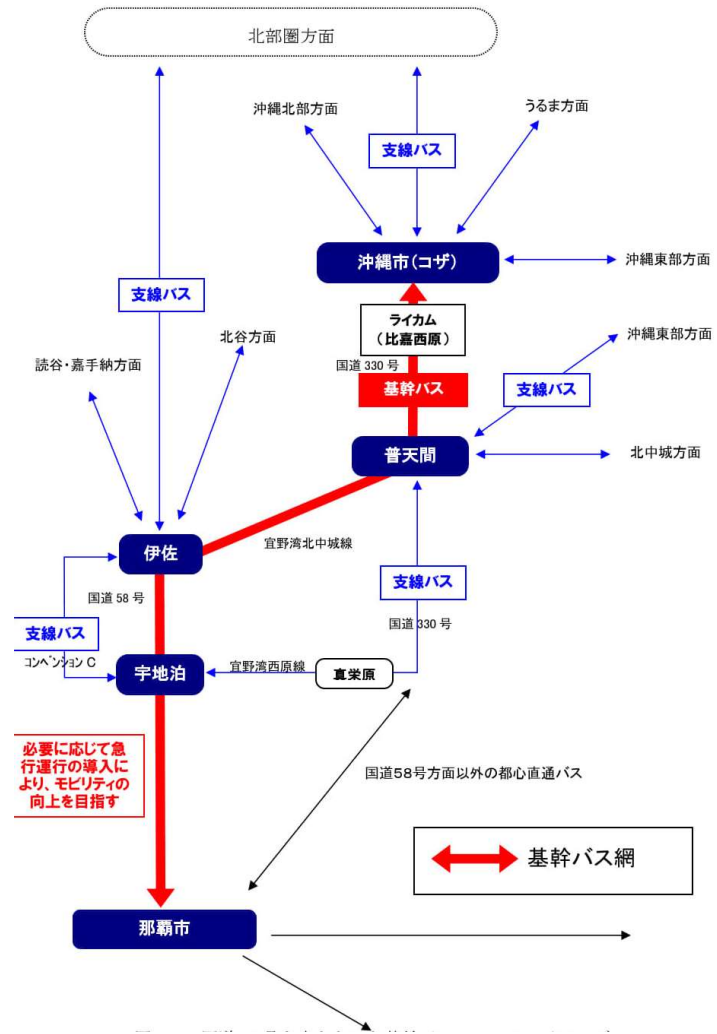 北部圏方面
沖縄北部方面
うるま方面
支線バス
沖縄市(コザ)
沖縄東部方面
支線バス
ライカム
(比嘉西原)
北谷方面
沖縄東部方面
国道 330 号
読谷・嘉手納方面
基幹バス
支線バス
普天間
北中城方面
宜野湾北中城線
伊佐
支線バス
国道 58 号
国道 330 号
支線バス
コンベンション C
宇地泊
宜野湾西原線
真栄原
必要に応じて急
行運行の導入に
より、モビリティの
向上を目指す
国道58号方面以外の都心直通バス
基幹バス網
那覇市